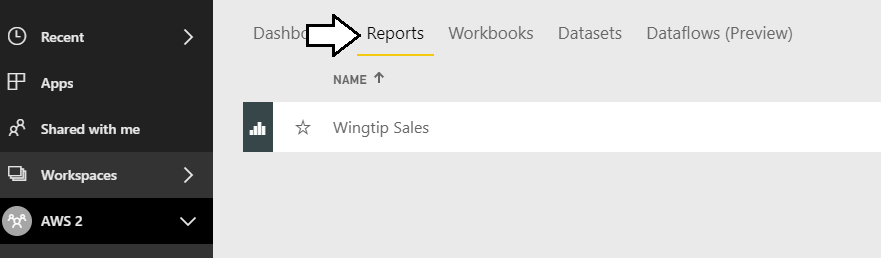 Recent
Apps
Shared with me
Workspaces
AWS 2
Reports Workbooks Datasets Dataflows (Preview)
NAME
Wingtip Sales